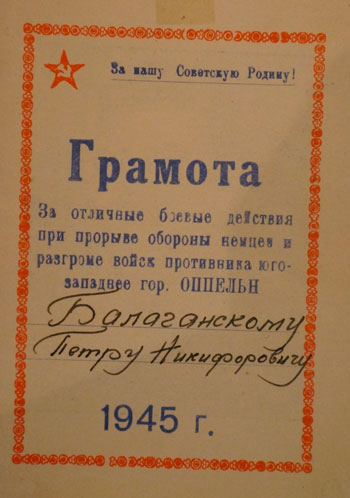 За нашу Советскую Родину!
Грамота
За отличные боевые действия
при прорыве обороны немцев и
разгроме войск противника юго-
западнее гор. ОППЕЛЬН
Балаганскому
Петру Никифоровичу
1945 г.